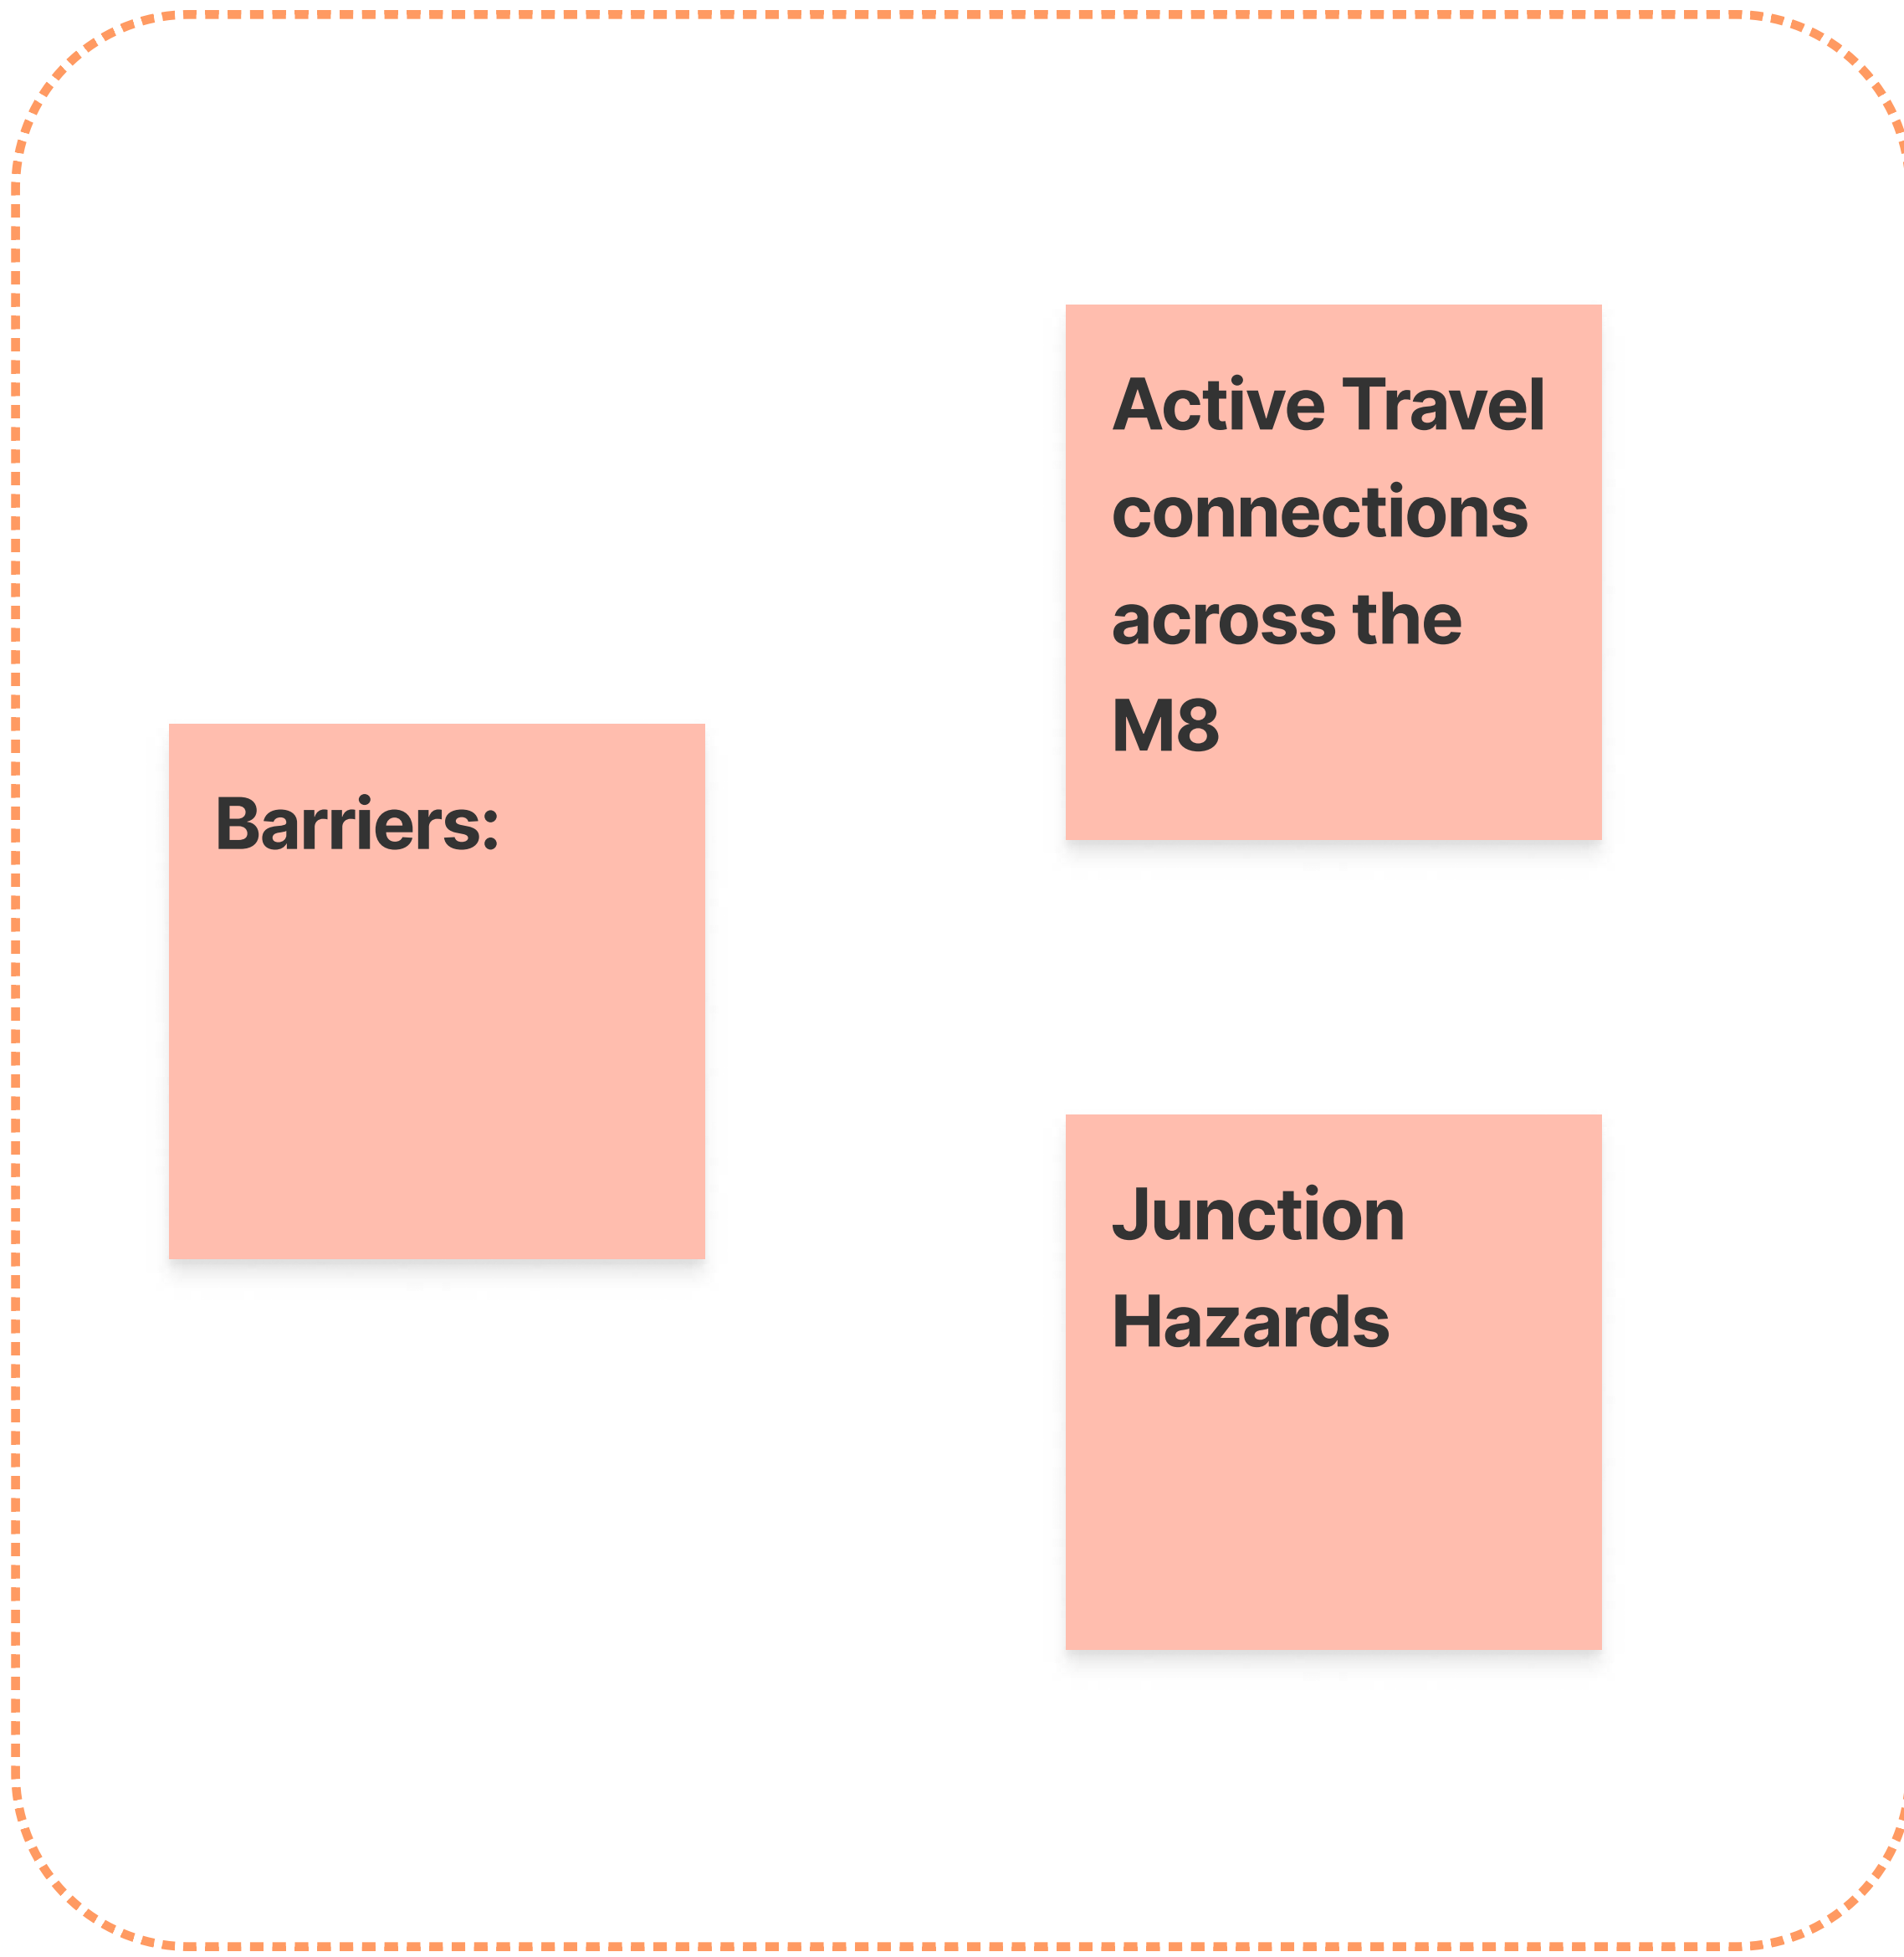 Barriers:
Active Travel
connections
across the
M8
Junction
Hazards